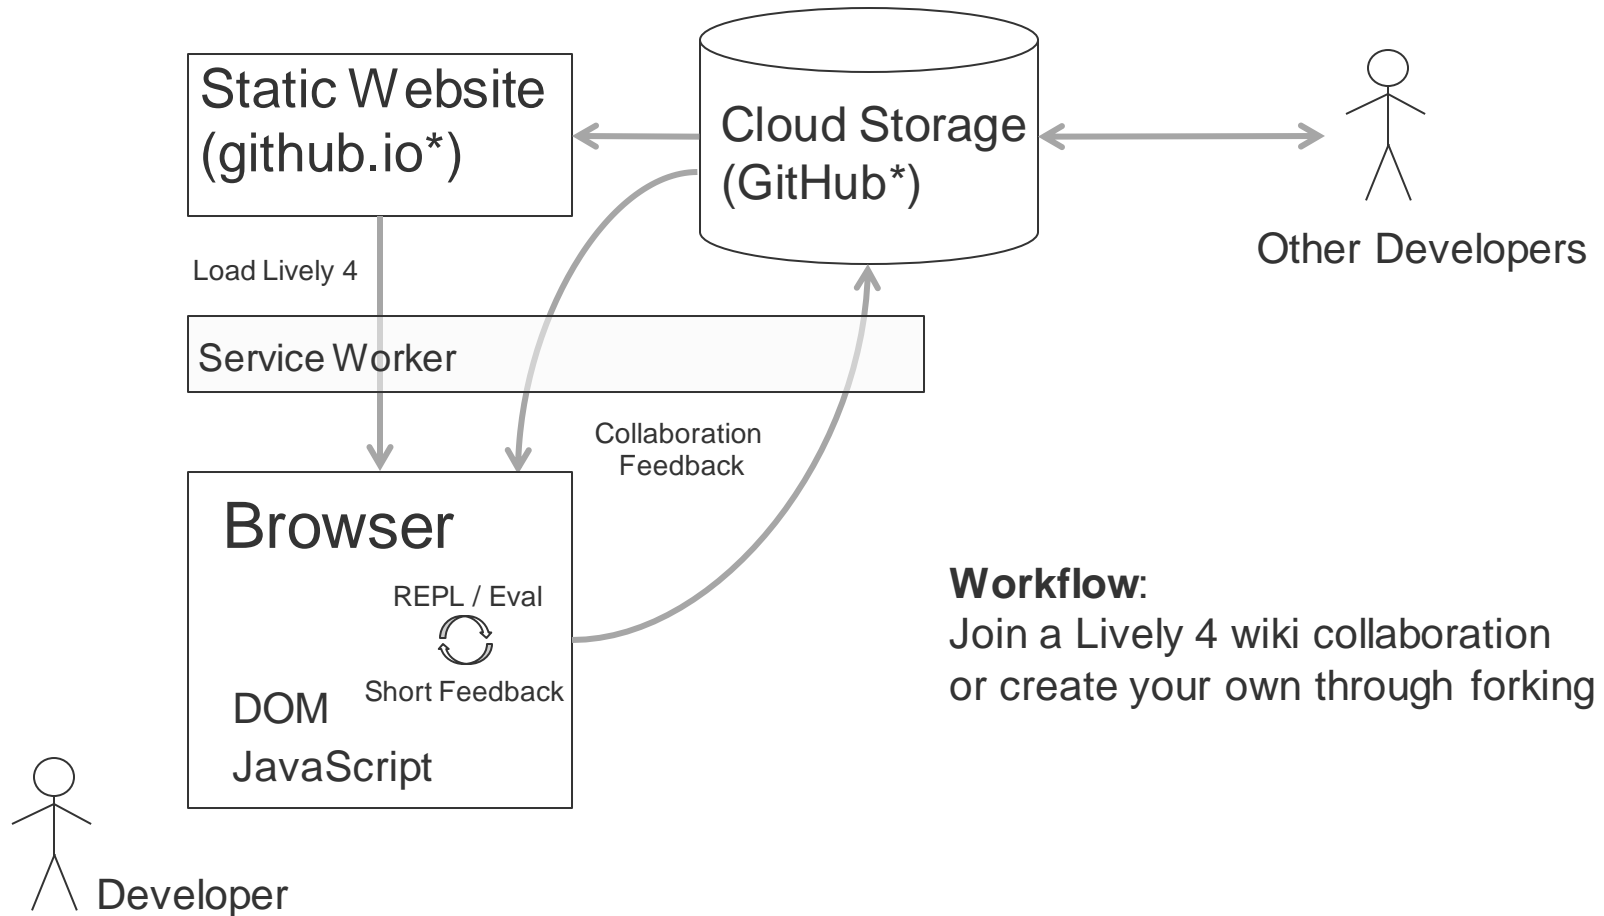 Static Website
(github.io*)
Cloud Storage
(GitHub*)
Other Developers
Load Lively 4
Service Worker
Collaboration
Feedback
Browser
REPL / Eval
Short Feedback
DOM
JavaScript
Workflow:
Join a Lively 4 wiki collaboration
or create your own through forking
Developer